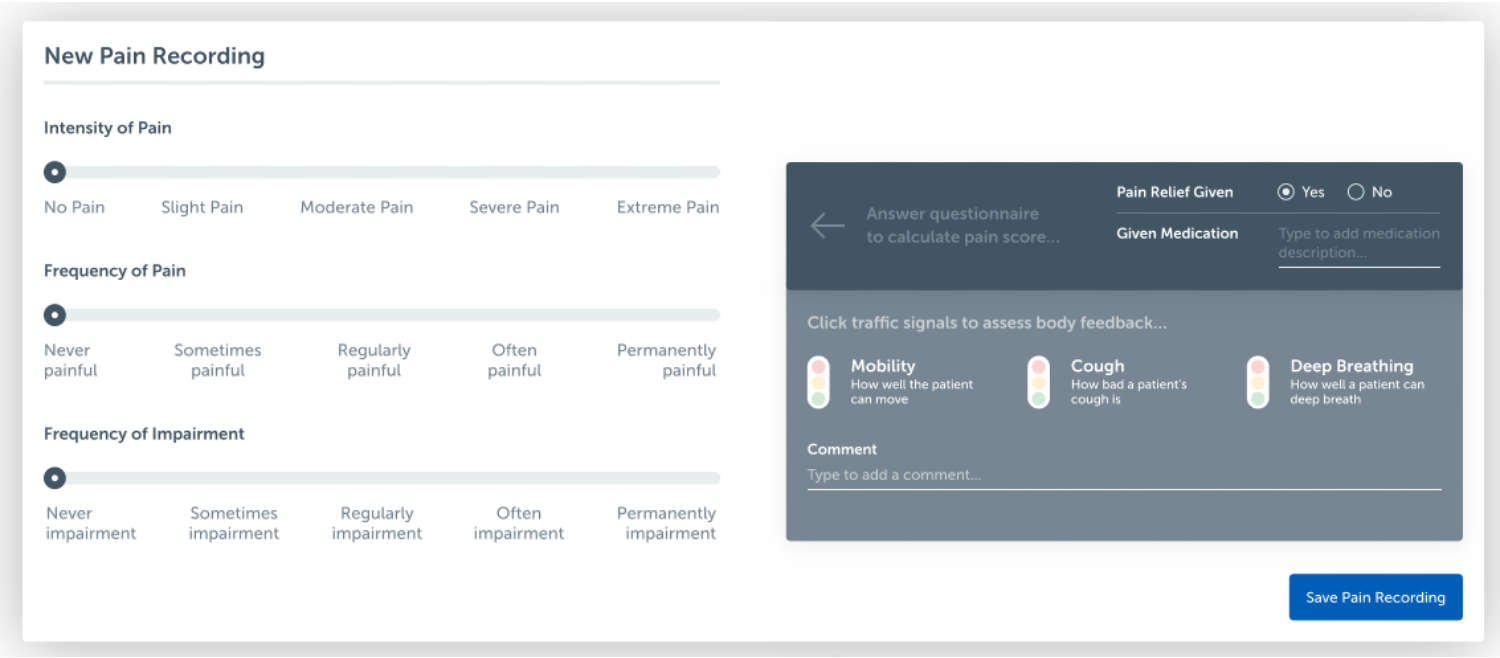 New Pain Recording
Intensity of Pain
No Pain Slight Pain Moderate Pain Severe Pain Extreme Pain
Frequency of Pain
Never Sometimes Regularly Often Permanently
painful painful painful painful painful
Frequency of Impairment
Never Sometimes Regularly Often Permanently
impairment impairment impairment impairment impairment
Answer questionnaire
to calculate pain score...
Pain Relief Given Yes No
Given Medication Type to add medication
description...
Click traffic signals to assess body feedback...
Mobility
How well the patient
can move
Cough
How bad a patient's
cough is
Deep Breathing
How well a patient can
deep breath
Comment
Type to add a comment...
Save Pain Recording